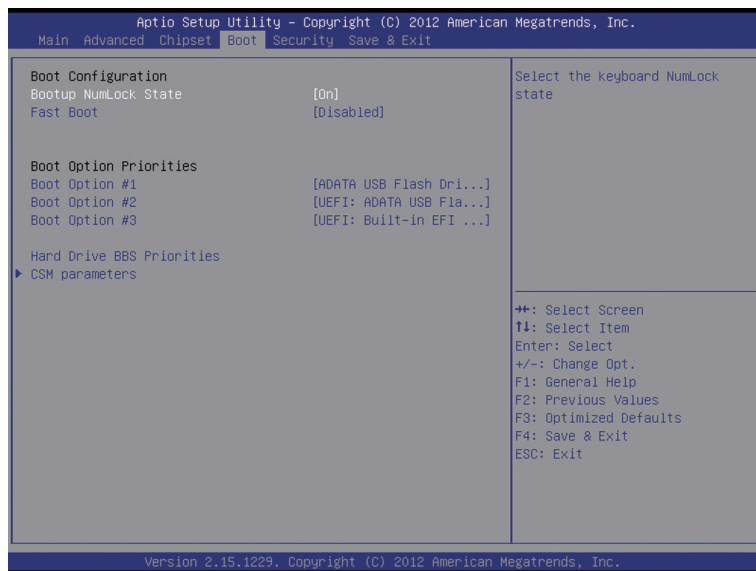 Aptio Setup Utility – Copyright (C) 2012 American Megatrends, Inc.
Main Advanced Chipset Boot Security Save & Exit
Boot Configuration
Bootup NumLock State [On]
Fast Boot [Disabled]
Boot Option Priorities
Boot Option #1 [ADATA USB Flash Dri...]
Boot Option #2 [UEFI: ADATA USB Fla...]
Boot Option #3 [UEFI: Built-in EFI ...]
Hard Drive BBS Priorities
CSM parameters
Select the keyboard NumLock
state
→←: Select Screen
↑↓: Select Item
Enter: Select
+/-: Change Opt.
F1: General Help
F2: Previous Values
F3: Optimized Defaults
F4: Save & Exit
ESC: Exit
Version 2.15.1229. Copyright (C) 2012 American Megatrends, Inc.